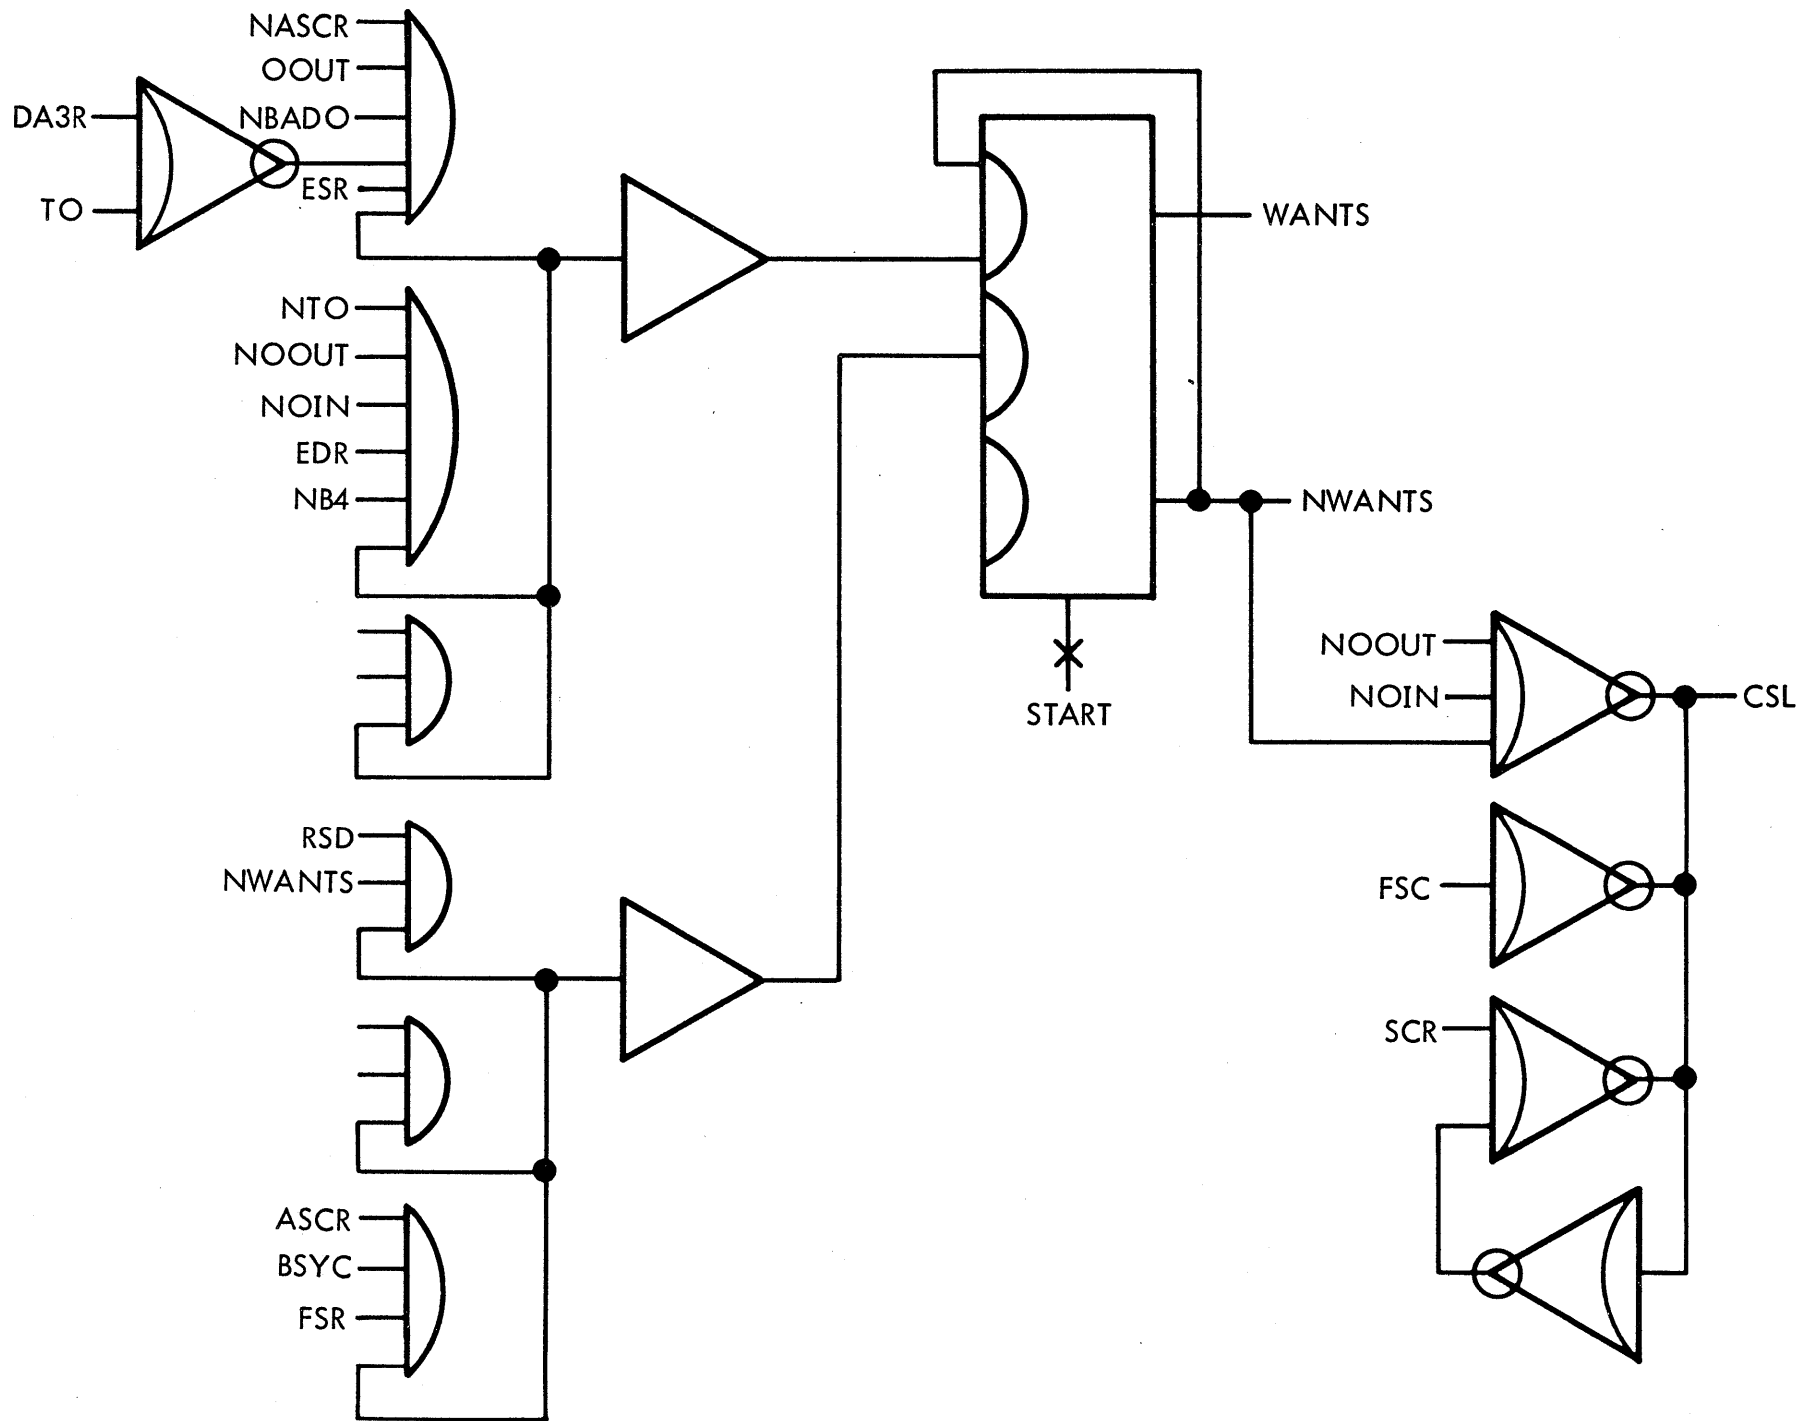 NASCR
OOUT
DA3R
NBADO
ESR
TO
WANTS
NTO
NOOUT
NOIN
EDR
NB4
NWANTS
NOOUT
NOIN
CSL
START
RSD
NWANTS
FSC
SCR
ASCR
BSYC
FSR